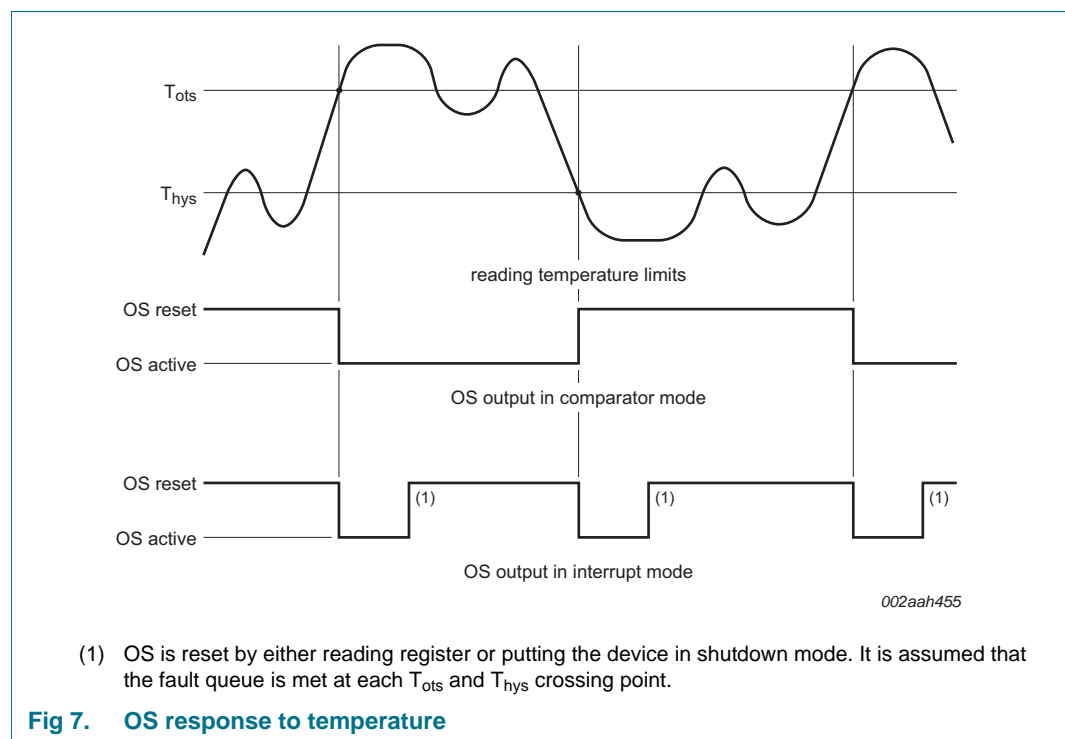 Tots
Thys
reading temperature limits
OS reset
OS active
OS output in comparator mode
OS reset
(1)
(1)
(1)
OS active
OS output in interrupt mode
002aah455
(1) OS is reset by either reading register or putting the device in shutdown mode. It is assumed that
the fault queue is met at each Tots and Thys crossing point.
Fig 7. OS response to temperature